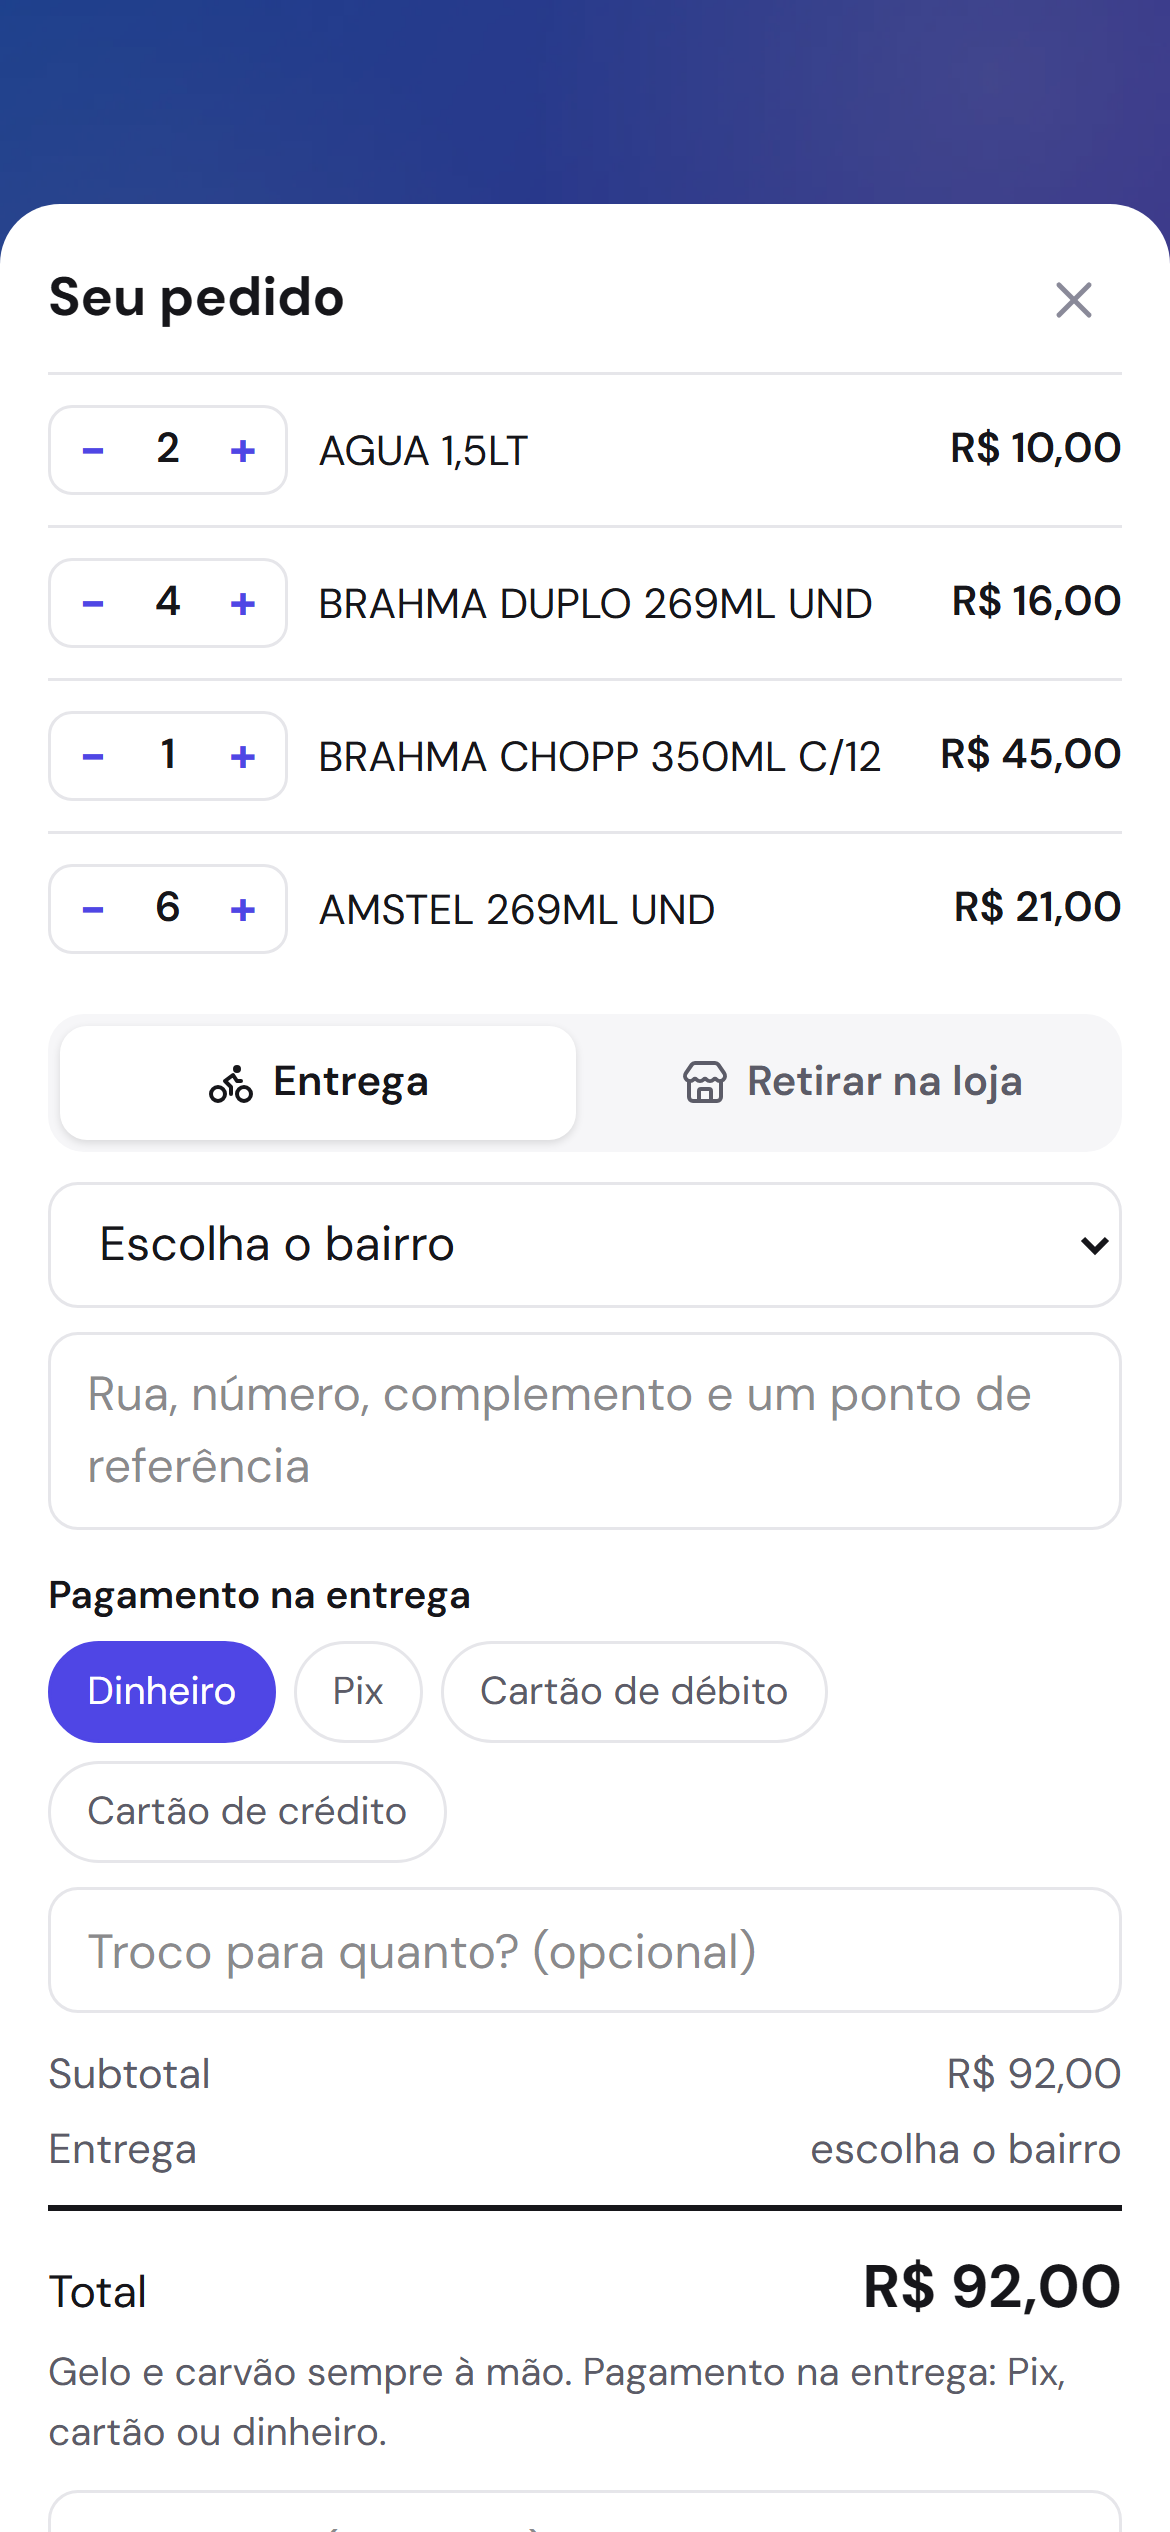 Seu pedido
- 2 + AGUA 1,5LT R$ 10,00
- 4 + BRAHMA DUPLO 269ML UND R$ 16,00
- 1 + BRAHMA CHOPP 350ML C/12 R$ 45,00
- 6 + AMSTEL 269ML UND R$ 21,00
Entrega Retirar na loja
Escolha o bairro
Rua, número, complemento e um ponto de
referência
Pagamento na entrega
Dinheiro Pix Cartão de débito
Cartão de crédito
Troco para quanto? (opcional)
Subtotal R$ 92,00
Entrega escolha o bairro
Total R$ 92,00
Gelo e carvão sempre à mão. Pagamento na entrega: Pix,
cartão ou dinheiro.